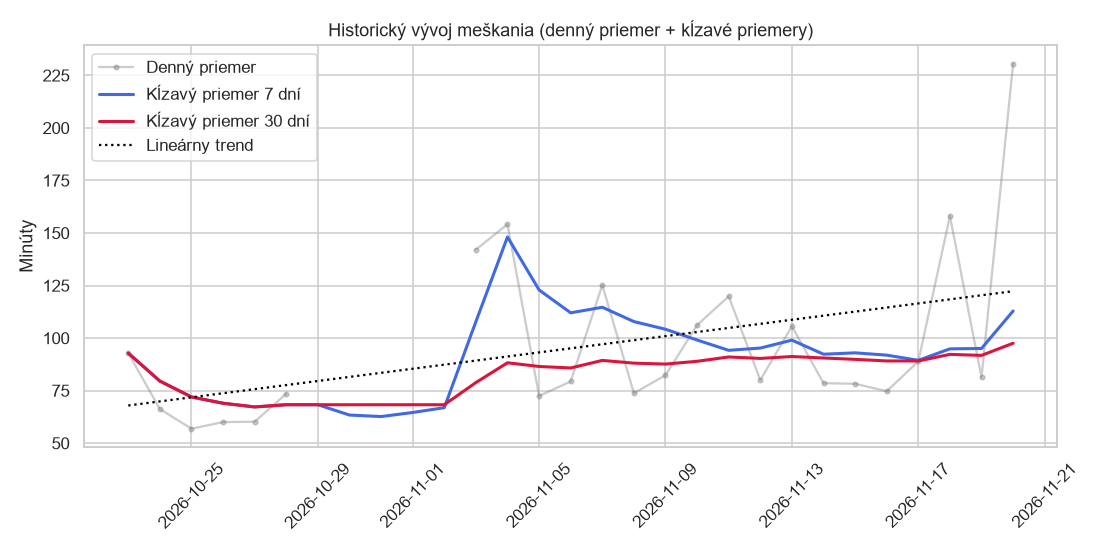 Historický vývoj meškania (denný priemer + kĺzavé priemery)
Denný priemer
Kĺzavý priemer 7 dní
Kĺzavý priemer 30 dní
Lineárny trend
Minúty
225
200
175
150
125
100
75
50
2026-10-25
2026-10-29
2026-11-01
2026-11-05
2026-11-09
2026-11-13
2026-11-17
2026-11-21